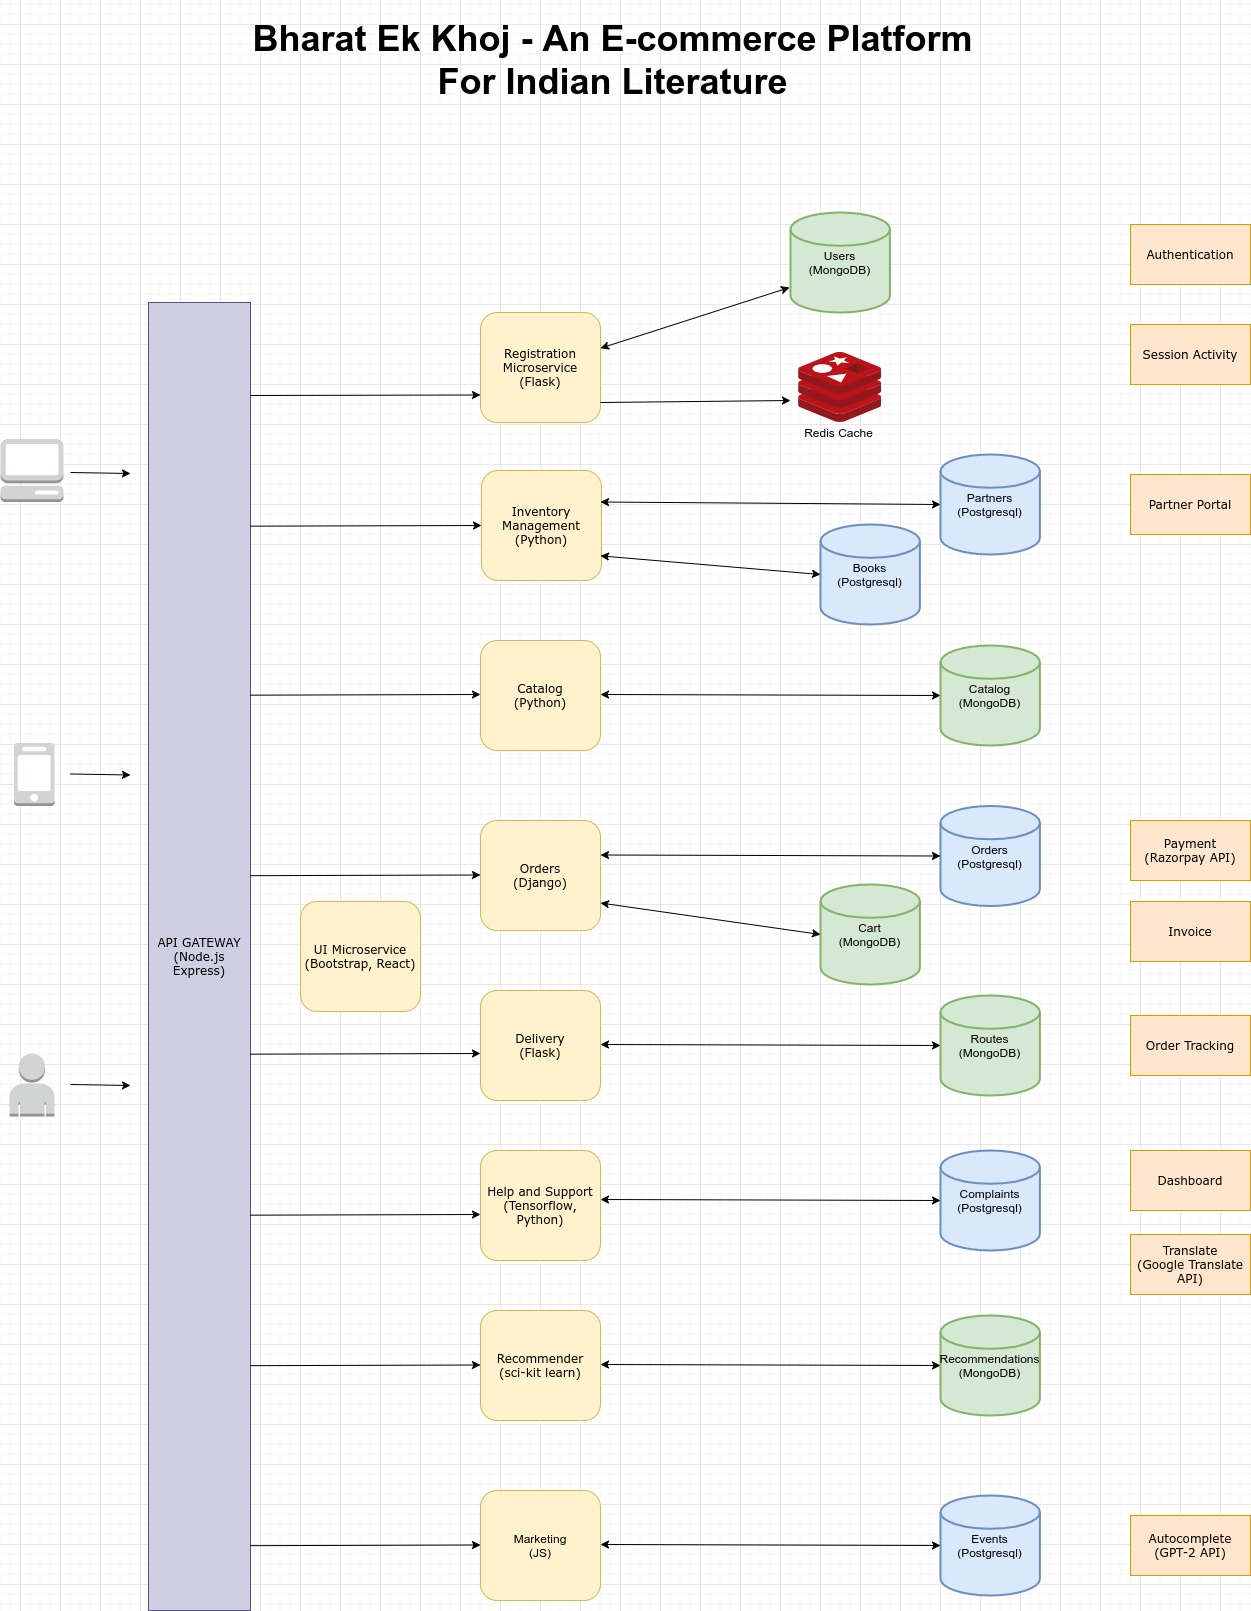 Bharat Ek Khoj - An E-commerce Platform
For Indian Literature
Users
(MongoDB)
Authentication
Registration
Microservice
(Flask)
Session Activity
Redis Cache
Inventory
Management
(Python)
Partners
(Postgresql)
Partner Portal
Books
(Postgresql)
Catalog
(Python)
Catalog
(MongoDB)
Orders
(Django)
Orders
(Postgresql)
Payment
(Razorpay API)
Cart
(MongoDB)
Invoice
API GATEWAY
(Node.js
Express)
UI Microservice
(Bootstrap, React)
Delivery
(Flask)
Routes
(MongoDB)
Order Tracking
Help and Support
(Tensorflow,
Python)
Complaints
(Postgresql)
Dashboard
Translate
(Google Translate
API)
Recommender
(sci-kit learn)
Recommendations
(MongoDB)
Marketing
(JS)
Events
(Postgresql)
Autocomplete
(GPT-2 API)